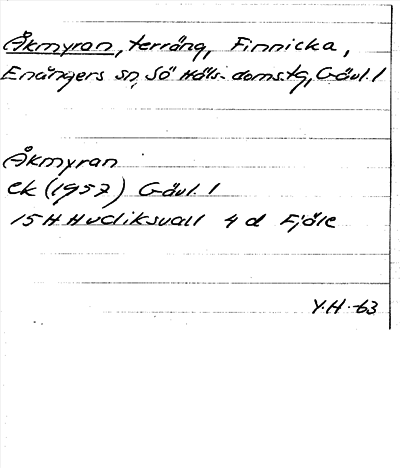 Åkmyran, terräng, Finnicka,
Enångers sn, Sö Häls. domstg, Gävl. l
Åkmyran
Ek (1957) Gävl. l
15 H Hudiksvall 4 d Fjäle
Y.H -63